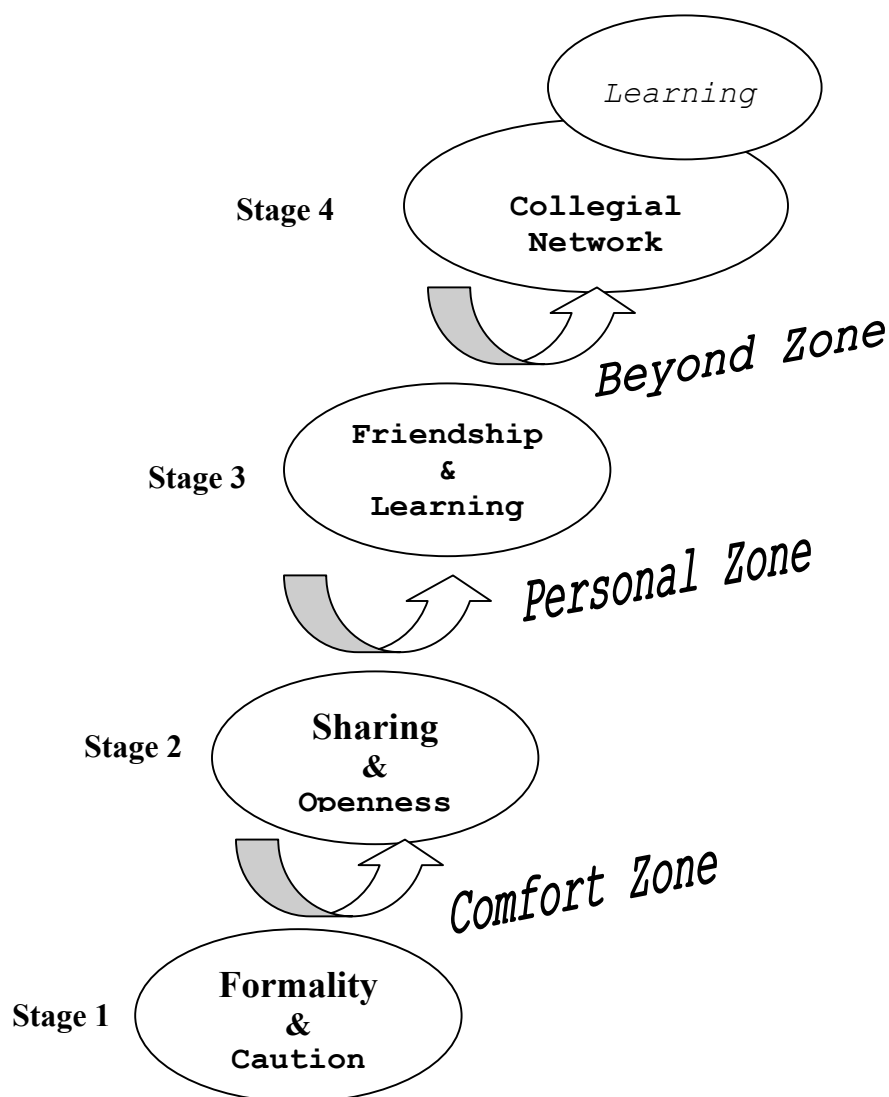 Learning
Stage 4
Collegial
Network
Beyond Zone
Friendship
&
Learning
Stage 3
Personal Zone
Sharing
&
Openness
Stage 2
Comfort Zone
Formality
&
Caution
Stage 1